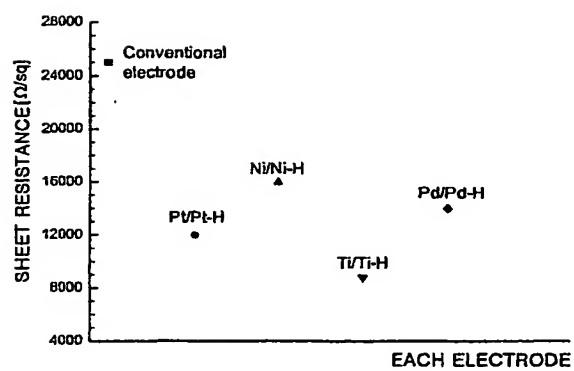 SHEET RESISTANCE[Ω/sq]
28000
24000
20000
16000
12000
8000
4000
Conventional
electrode
Ni/Ni-H
Pd/Pd-H
Pt/Pt-H
Ti/Ti-H
EACH ELECTRODE